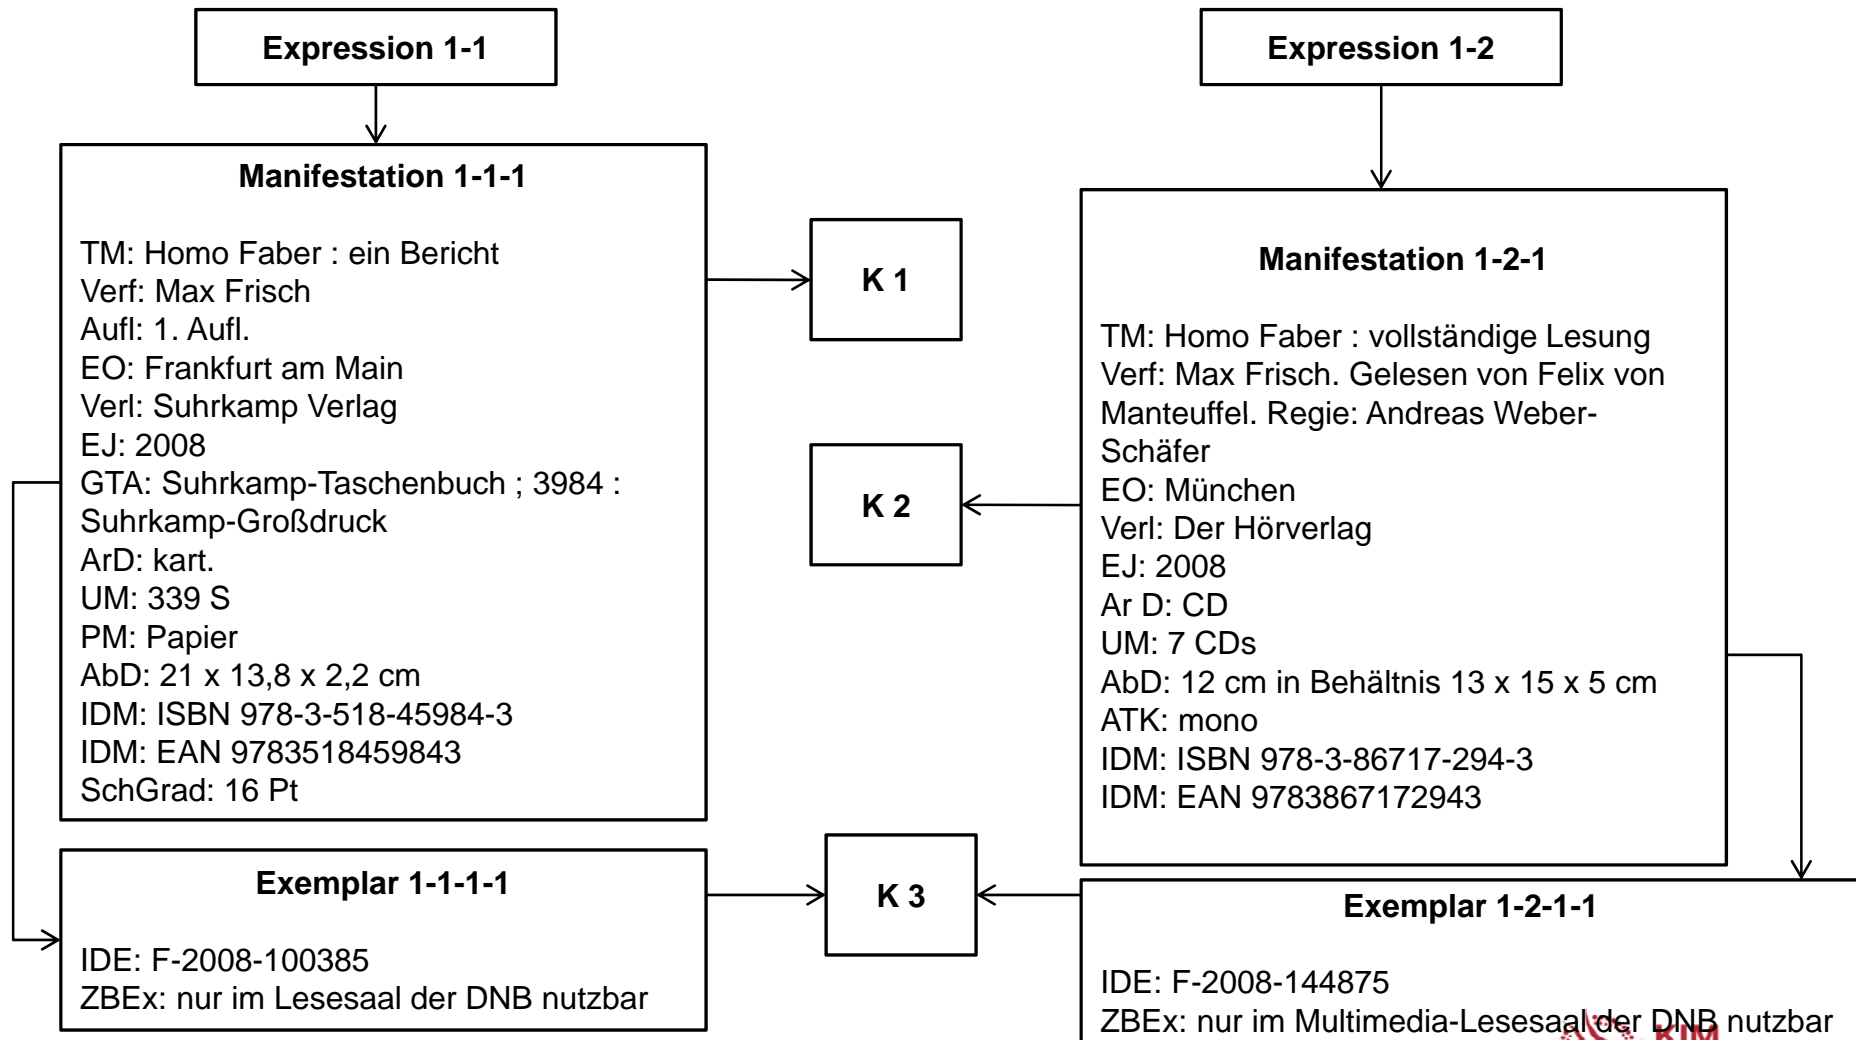 Expression 1-1
Expression 1-2
Manifestation 1-1-1
TM: Homo Faber : ein Bericht
Verf: Max Frisch
Aufl: 1. Aufl.
EO: Frankfurt am Main
Verl: Suhrkamp Verlag
EJ: 2008
GTA: Suhrkamp-Taschenbuch ; 3984 :
Suhrkamp-Großdruck
ArD: kart.
UM: 339 S
PM: Papier
AbD: 21 x 13,8 x 2,2 cm
IDM: ISBN 978-3-518-45984-3
IDM: EAN 9783518459843
SchGrad: 16 Pt
K 1
K 2
Manifestation 1-2-1
TM: Homo Faber : vollständige Lesung
Verf: Max Frisch. Gelesen von Felix von
Manteuffel. Regie: Andreas Weber-
Schäfer
EO: München
Verl: Der Hörverlag
EJ: 2008
Ar D: CD
UM: 7 CDs
AbD: 12 cm in Behältnis 13 x 15 x 5 cm
ATK: mono
IDM: ISBN 978-3-86717-294-3
IDM: EAN 9783867172943
Exemplar 1-1-1-1
IDE: F-2008-100385
ZBEx: nur im Lesesaal der DNB nutzbar
K 3
Exemplar 1-2-1-1
IDE: F-2008-144875
ZBEx: nur im Multimedia-Lesesaal der DNB nutzbar
KIM